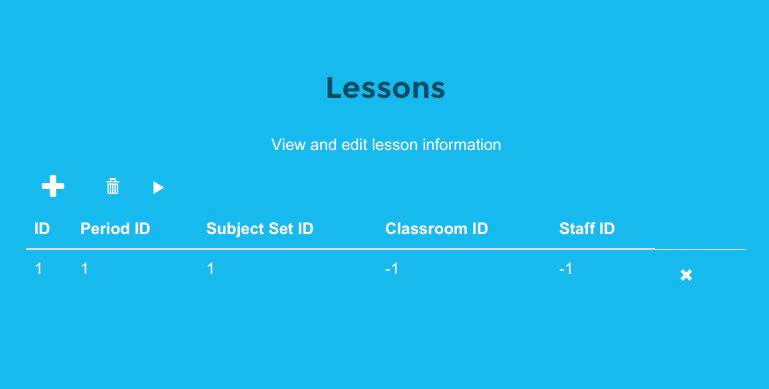 Lessons
View and edit lesson information
ID Period ID Subject Set ID Classroom ID Staff ID
1 1 1 -1 -1